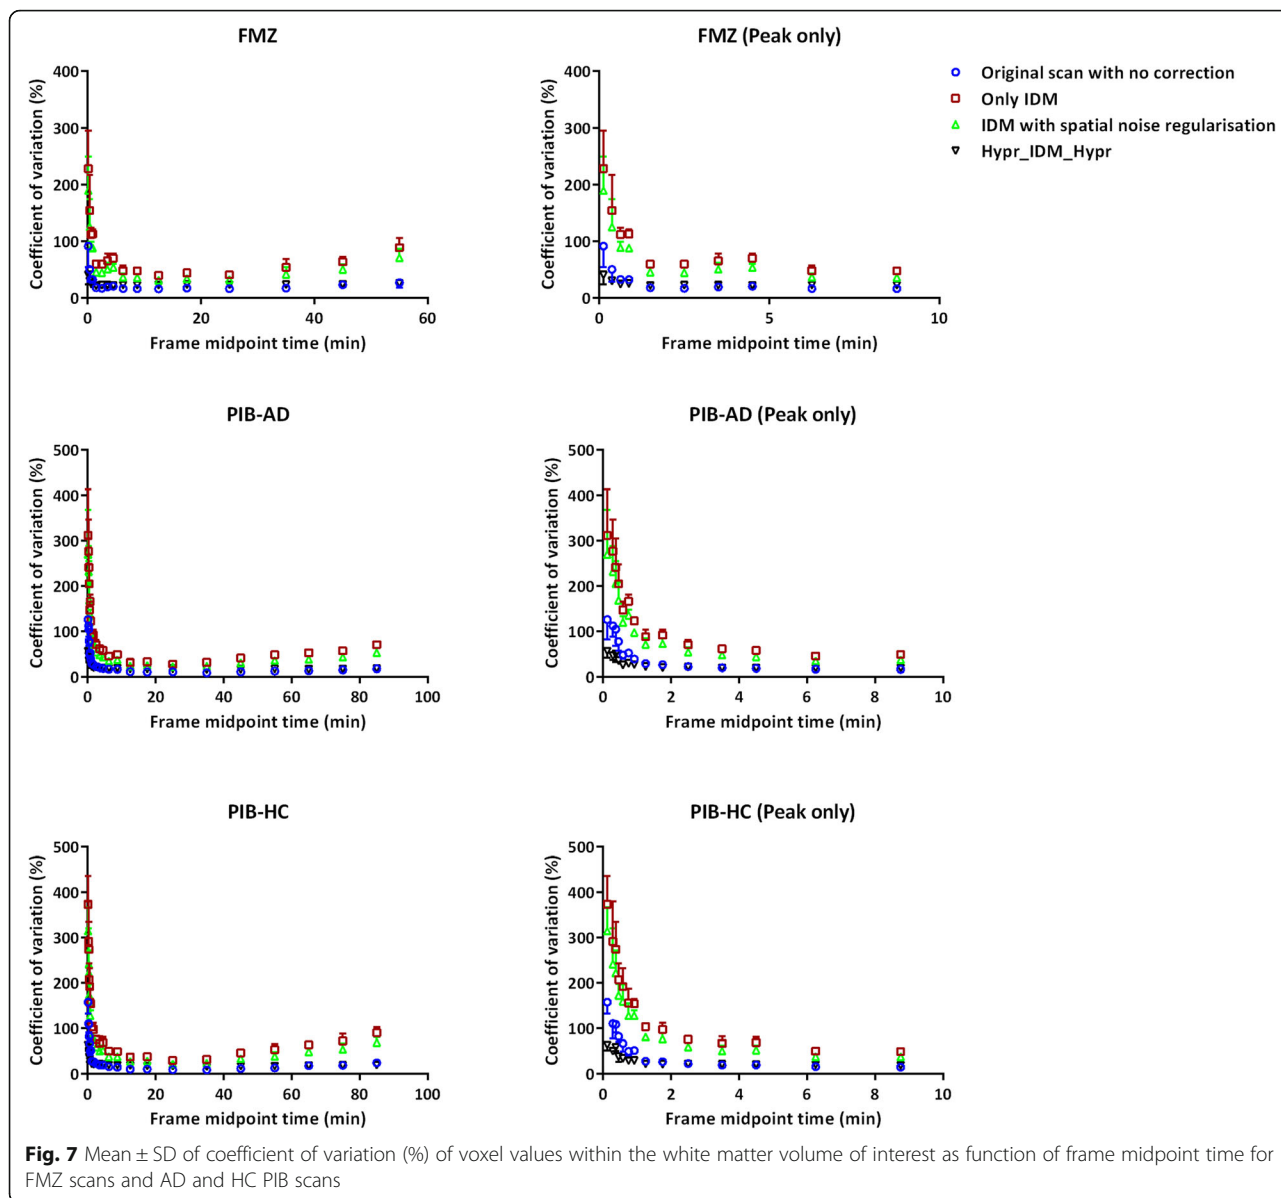 FMZ
400
300
200
100
0
0 20 40 60
Coefficient of variation (%)
Frame midpoint time (min)
FMZ (Peak only)
400
300
200
100
0
0 5 10
Coefficient of variation (%)
Frame midpoint time (min)
Original scan with no correction
Only IDM
IDM with spatial noise regularisation
Hypr_IDM_Hypr
PIB-AD
500
400
300
200
100
0
0 20 40 60 80 100
Coefficient of variation (%)
Frame midpoint time (min)
PIB-AD (Peak only)
500
400
300
200
100
0
0 2 4 6 8 10
Coefficient of variation (%)
Frame midpoint time (min)
PIB-HC
500
400
300
200
100
0
0 20 40 60 80 100
Coefficient of variation (%)
Frame midpoint time (min)
PIB-HC (Peak only)
500
400
300
200
100
0
0 2 4 6 8 10
Coefficient of variation (%)
Frame midpoint time (min)
Fig. 7 Mean ± SD of coefficient of variation (%) of voxel values within the white matter volume of interest as function of frame midpoint time for
FMZ scans and AD and HC PIB scans